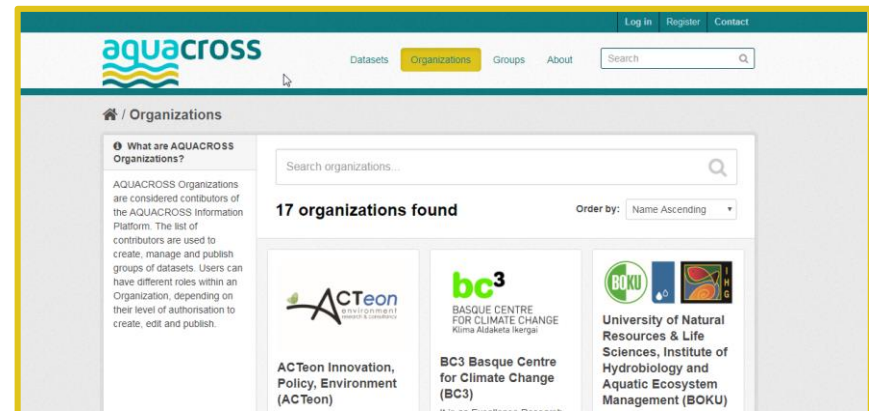 Log in Register Contact
aquacross
Datasets Organizations Groups About Search
/ Organizations
What are AQUACROSS
Organizations?
AQUACROSS Organizations
are considered contibutors of
the AQUACROSS Information
Platform. The list of
contributors are used to
create, manage and publish
groups of datasets. Users can
have different roles within an
Organization, depending on
their level of authorisation to
create, edit and publish.
Search organizations...
17 organizations found
Order by: Name Ascending
ACTeon
environment
research & consultancy
ACTeon Innovation,
Policy, Environment
(ACTeon)
bc3
BASQUE CENTRE
FOR CLIMATE CHANGE
Klima Aldaketa Ikergai
BC3 Basque Centre
for Climate Change
(BC3)
BOKU
IHG
University of Natural
Resources & Life
Sciences, Institute of
Hydrobiology and
Aquatic Ecosystem
Management (BOKU)